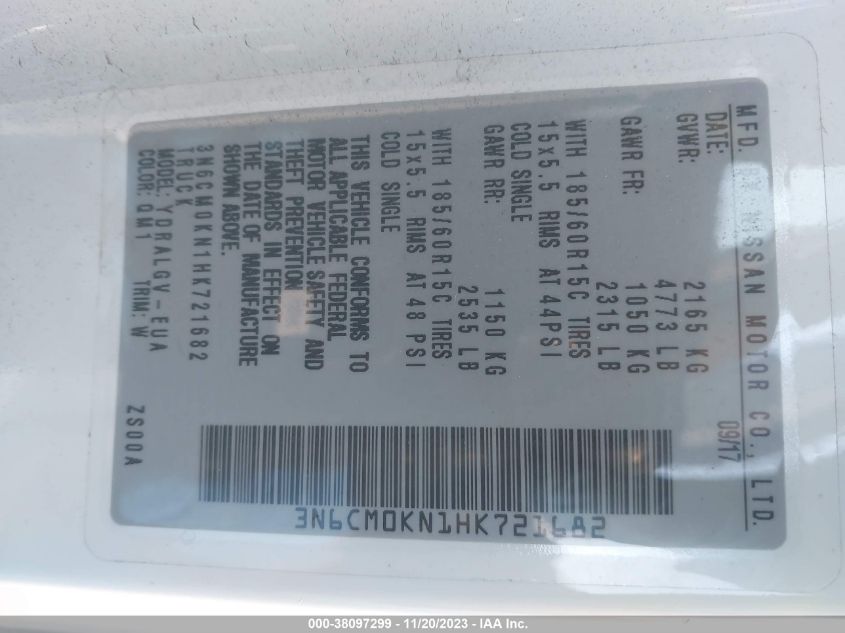 MFD. BY NISSAN MOTOR CO., LTD.
DATE: 09/17
GVWR: 2165 KG
4773 LB
GAWR FR: 1050 KG
2315 LB
WITH 185/60R15C TIRES
15x5.5 RIMS AT 44PSI
COLD SINGLE
GAWR RR: 1150 KG
2535 LB
WITH 185/60R15C TIRES
15x5.5 RIMS AT 48 PSI
COLD SINGLE
THIS VEHICLE CONFORMS TO
ALL APPLICABLE FEDERAL
MOTOR VEHICLE SAFETY AND
THEFT PREVENTION
STANDARDS IN EFFECT ON
THE DATE OF MANUFACTURE
SHOWN ABOVE.
3N6CM0KN1HK721682
TRUCK
MODEL: YDRALGV-EUA
COLOR: QM1 TRIM: W
ZS00A
3N6CM0KN1HK721682
000-38097299 - 11/20/2023 - IAA Inc.